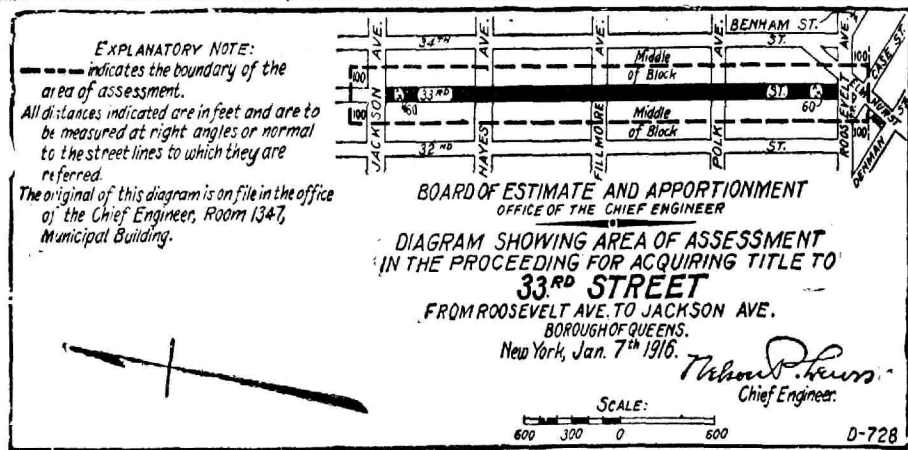 EXPLANATORY NOTE:
indicates the boundary of the
area of assessment.
All distances indicated are in feet and are to
be measured at right angles or normal
to the street lines to which they are
referred.
The original of this diagram is on file in the office
of the Chief Engineer, Room 1347,
Municipal Building.
JACKSON AVE.
HAYES AVE.
FILLMORE AVE.
POLK AVE.
ROOSEVELT AVE.
BENHAM ST.
CASE ST.
34TH ST.
Middle
of Block
100
100
33RD ST.
60
60
Middle
of Block
100
100
32ND ST.
HURST ST.
DENMAN
BOARD OF ESTIMATE AND APPORTIONMENT
OFFICE OF THE CHIEF ENGINEER
DIAGRAM SHOWING AREA OF ASSESSMENT
IN THE PROCEEDING FOR ACQUIRING TITLE TO
33RD STREET
FROM ROOSEVELT AVE. TO JACKSON AVE.
BOROUGH OF QUEENS.
New York, Jan. 7th 1916.
Nelson P. Lewis
Chief Engineer.
SCALE:
600 300 0 600
D-728